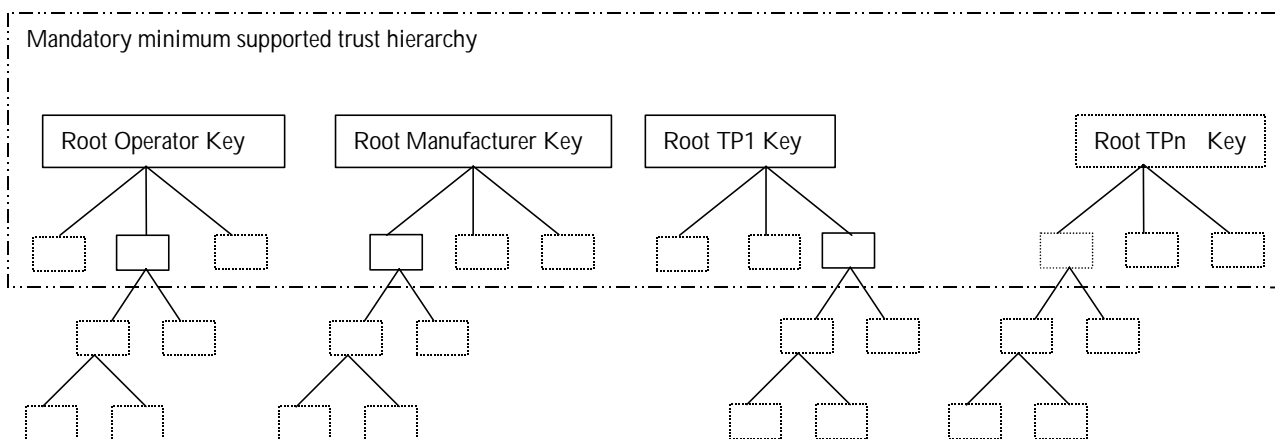 Mandatory minimum supported trust hierarchy
Root Operator Key
Root Manufacturer Key
Root TP1 Key
Root TPn Key